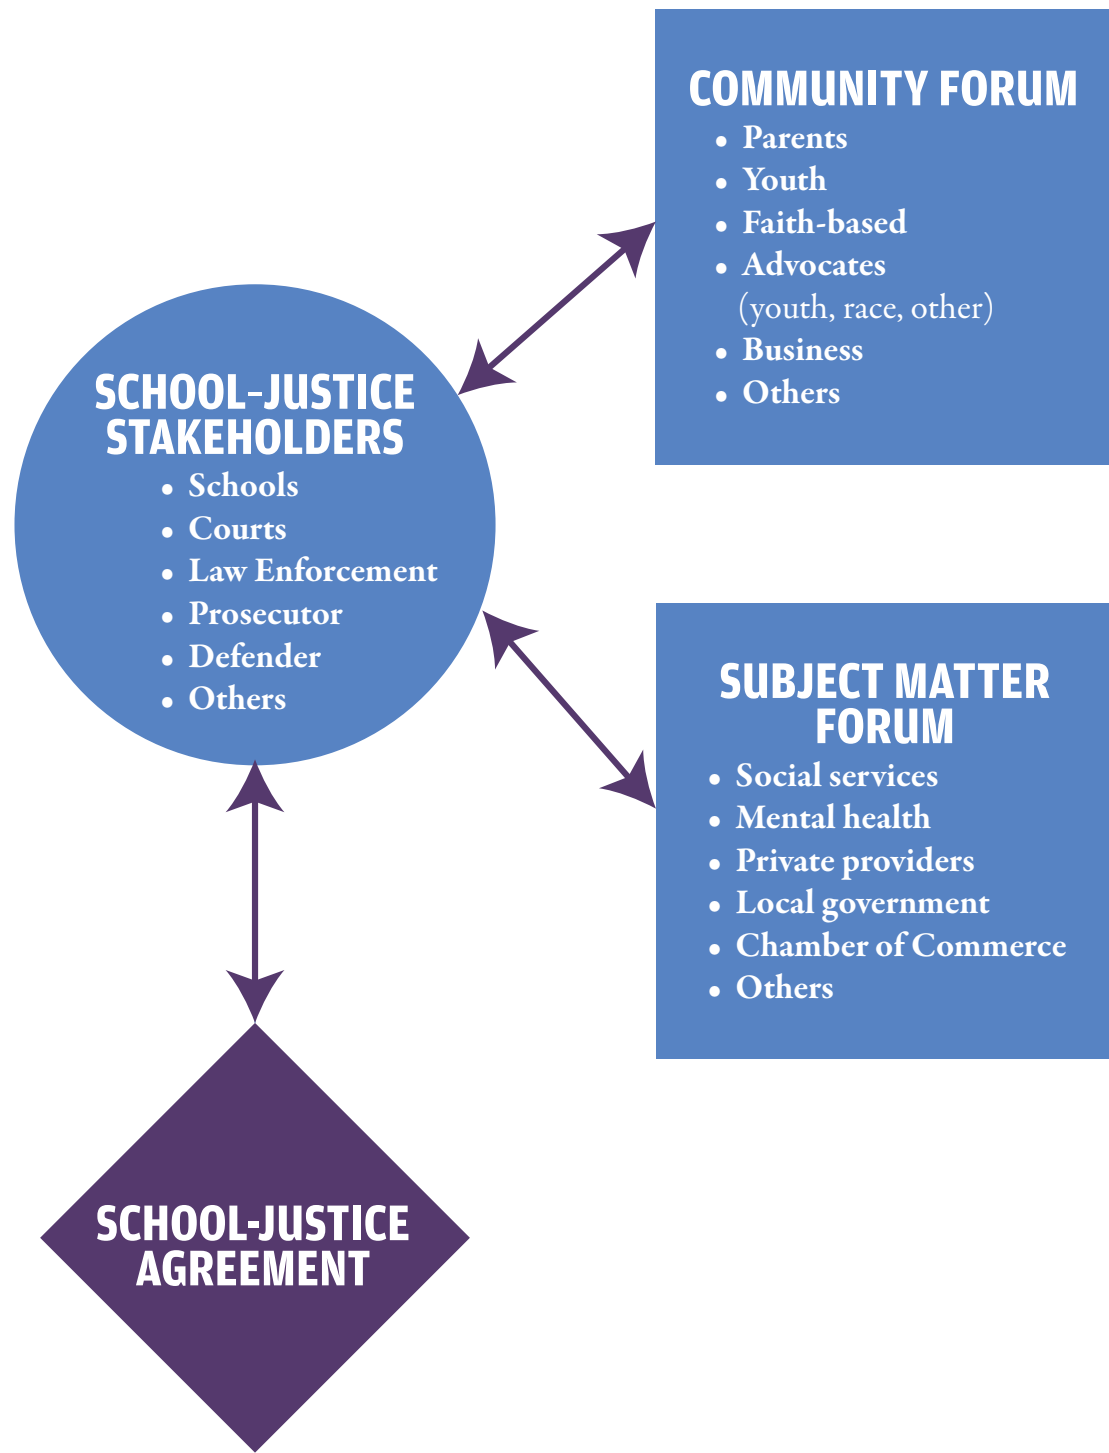 COMMUNITY FORUM
• Parents
• Youth
• Faith-based
• Advocates
(youth, race, other)
• Business
• Others
SCHOOL-JUSTICE
STAKEHOLDERS
• Schools
• Courts
• Law Enforcement
• Prosecutor
• Defender
• Others
SUBJECT MATTER
FORUM
• Social services
• Mental health
• Private providers
• Local government
• Chamber of Commerce
• Others
SCHOOL-JUSTICE
AGREEMENT